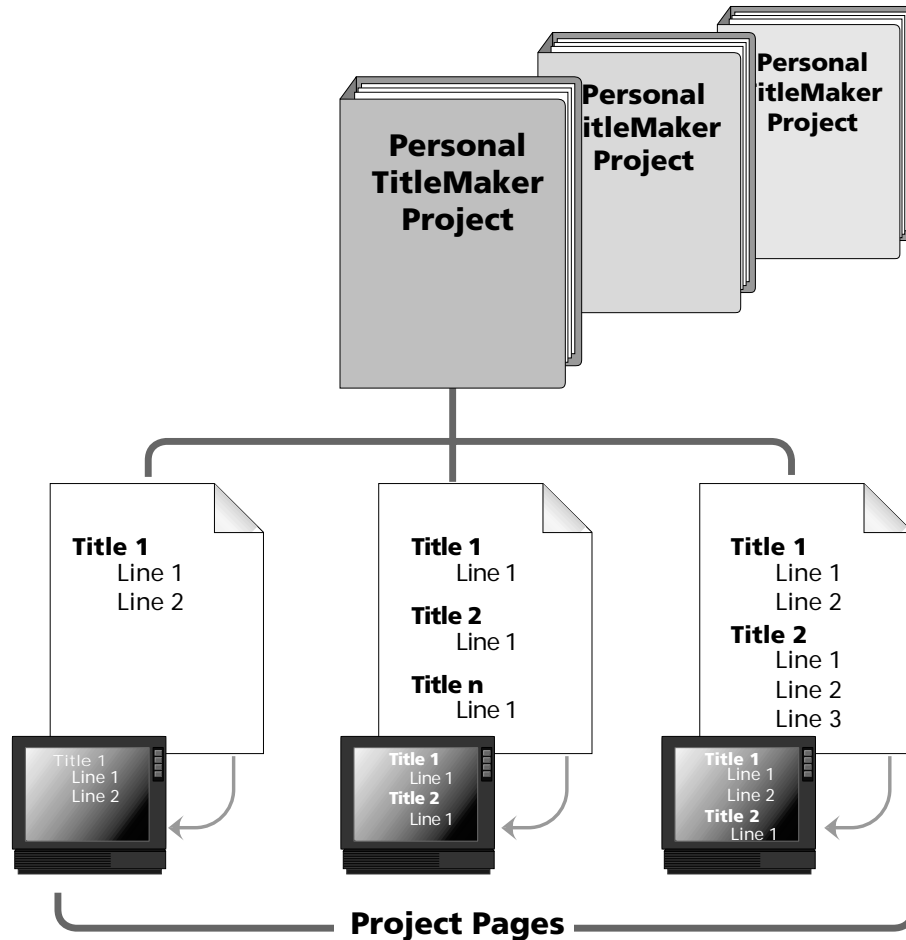 Personal
TitleMaker
Project
Personal
itleMaker
Project
Personal
itleMaker
Project
Title 1
Line 1
Line 2
Title 1
Line 1
Title 2
Line 1
Title n
Line 1
Title 1
Line 1
Line 2
Title 2
Line 1
Line 2
Line 3
Title 1
Line 1
Line 2
Title 1
Line 1
Title 2
Line 1
Title 1
Line 1
Line 2
Title 2
Line 1
Project Pages